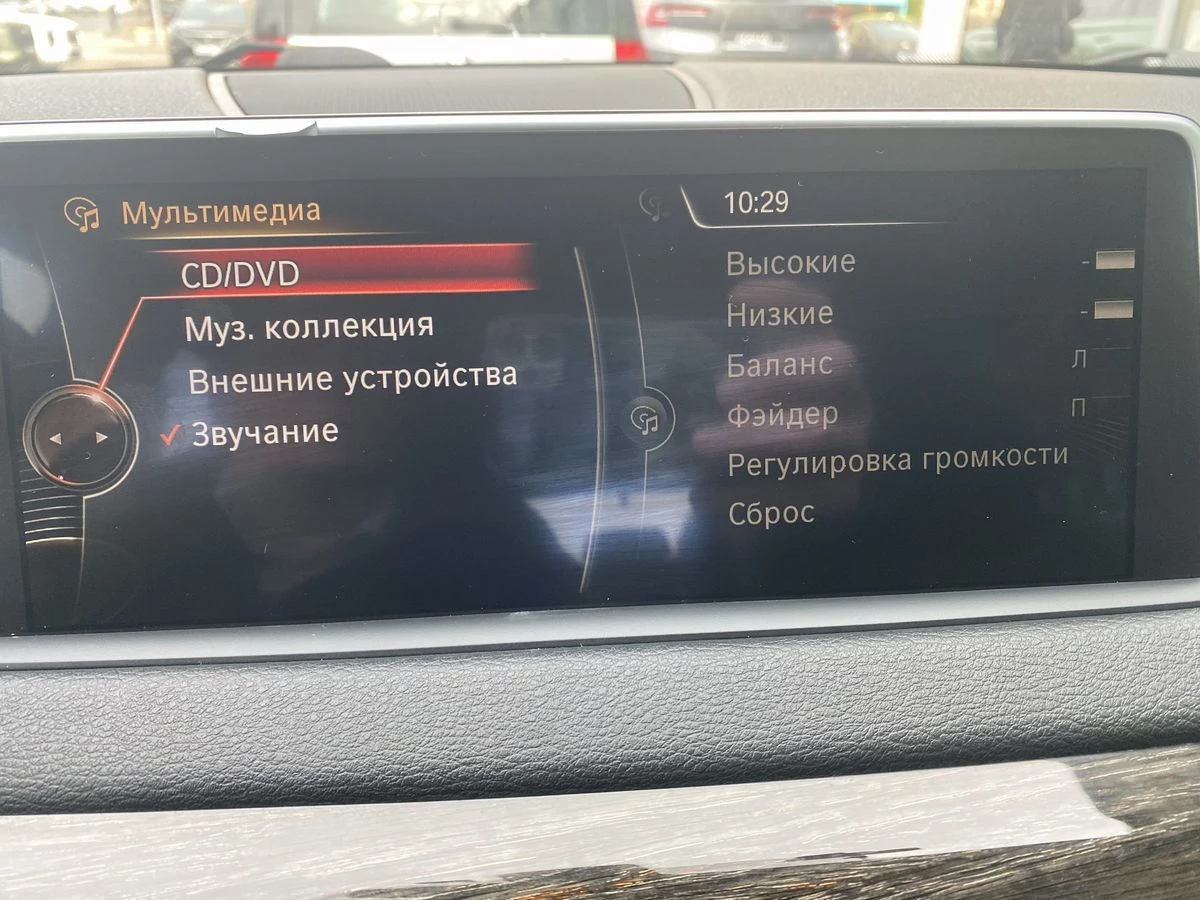 Мультимедиа
CD/DVD
Муз. коллекция
Внешние устройства
Звучание
10:29
Высокие -
Низкие -
Баланс Л
Фэйдер П
Регулировка громкости
Сброс